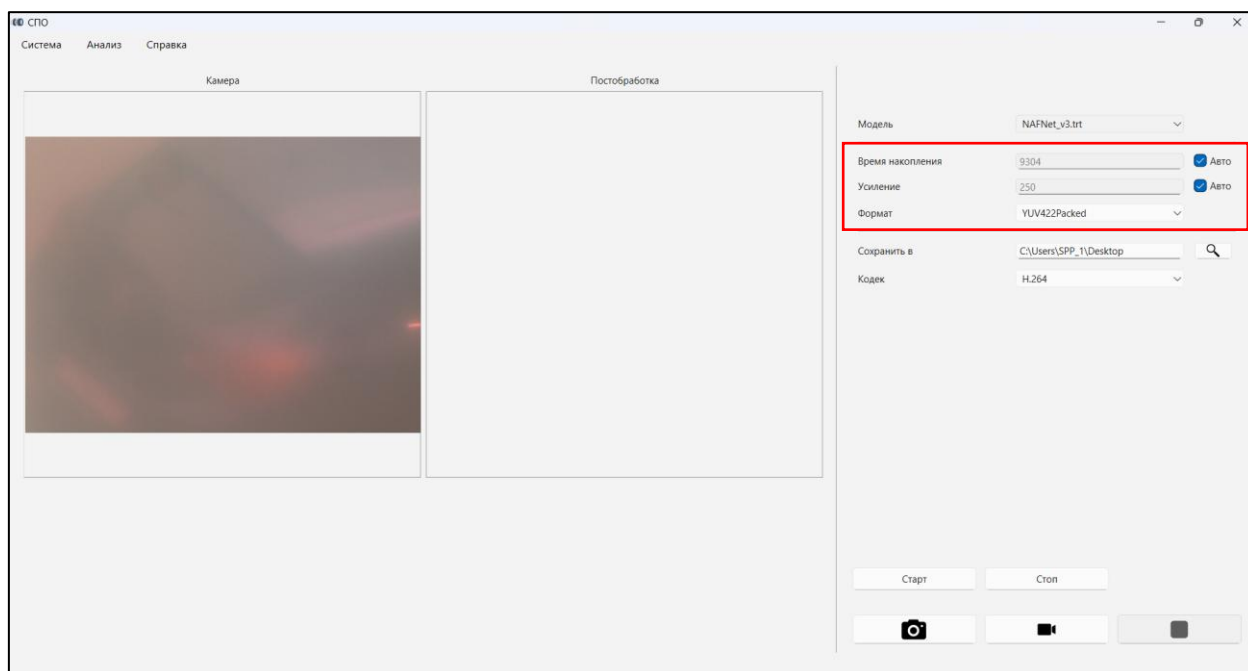 СПО
Система Анализ Справка
Камера Постобработка
Модель NAFNet_v3.trt
Время накопления 9304 Авто
Усиление 250 Авто
Формат YUV422Packed
Сохранить в C:\Users\SPP_1\Desktop
Кодек H.264
Старт Стоп